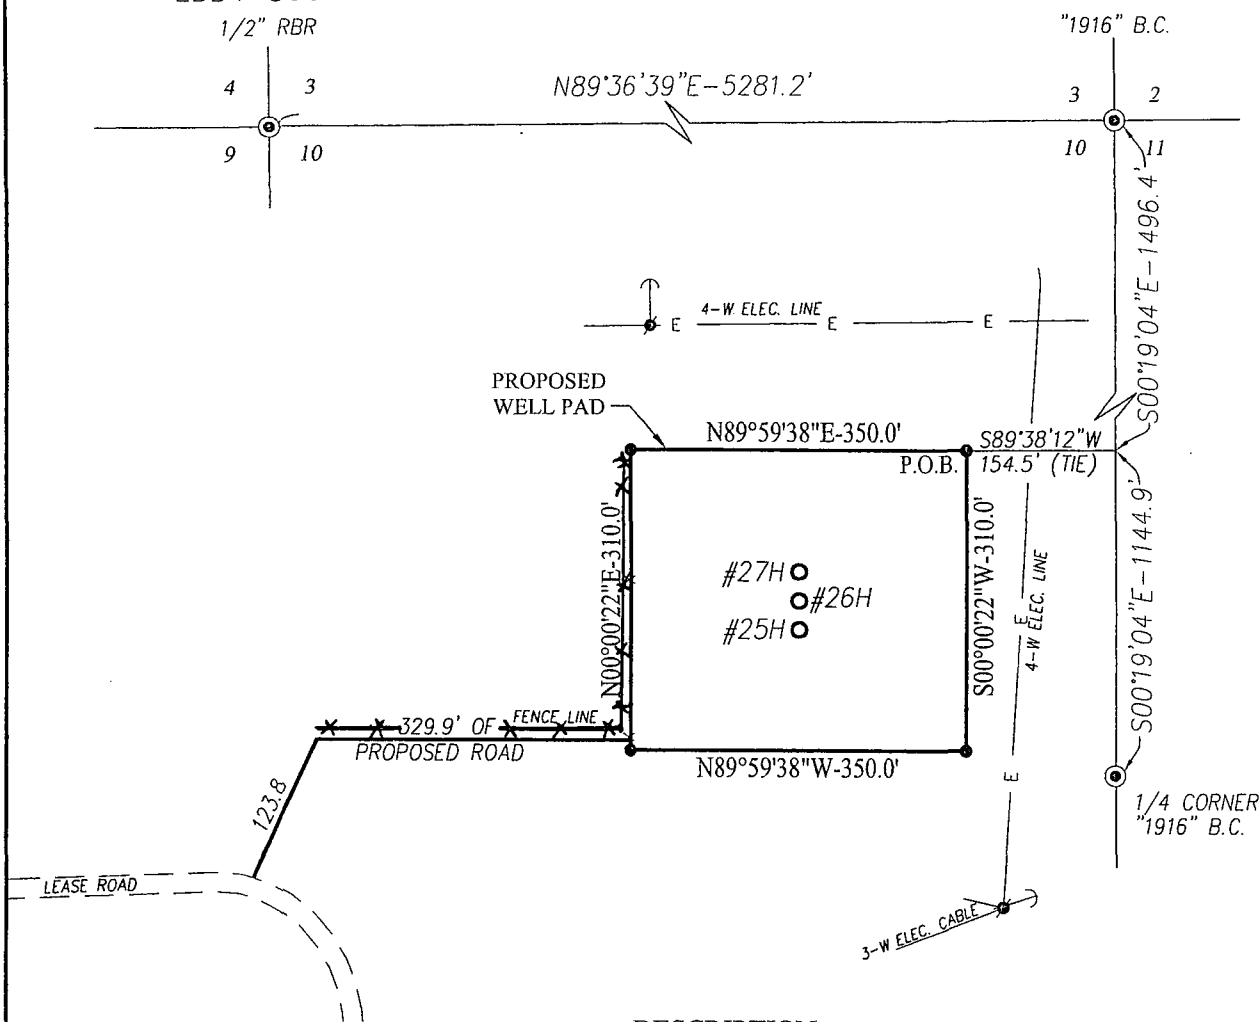 1/2" RBR
"1916" B.C.
N89°36'39"E-5281.2'
4 3
9 10
3 2
10 11
S00°19'04"E-1496.4'
4-W ELEC. LINE
E E E
PROPOSED
WELL PAD
N89°59'38"E-350.0'
S89°38'12"W
P.O.B.
154.5' (TIE)
N00°00'22"E-310.0'
#27H
#26H
#25H
S00°00'22"W-310.0'
E
4-W ELEC. LINE
S00°19'04"E-1144.9'
329.9' OF
FENCE LINE
PROPOSED ROAD
N89°59'38"W-350.0'
E
123.8
1/4 CORNER
"1916" B.C.
LEASE ROAD
3-W ELEC. CABLE